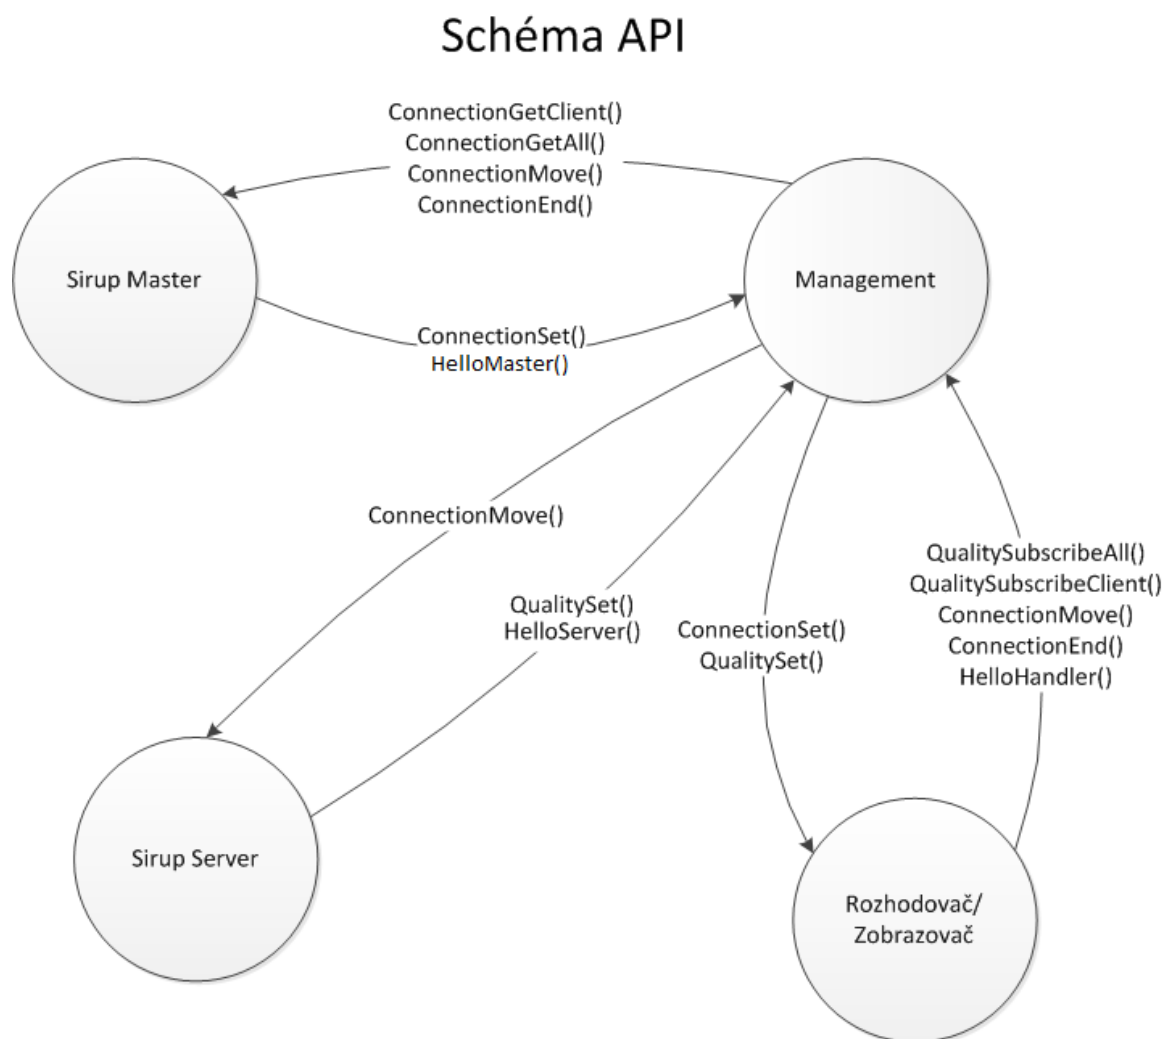 Schéma API
ConnectionGetClient()
ConnectionGetAll()
ConnectionMove()
ConnectionEnd()
Sirup Master
Management
ConnectionSet()
HelloMaster()
ConnectionMove()
QualitySet()
HelloServer()
ConnectionSet()
QualitySet()
QualitySubscribeAll()
QualitySubscribeClient()
ConnectionMove()
ConnectionEnd()
HelloHandler()
Sirup Server
Rozhodovač/
Zobrazovač